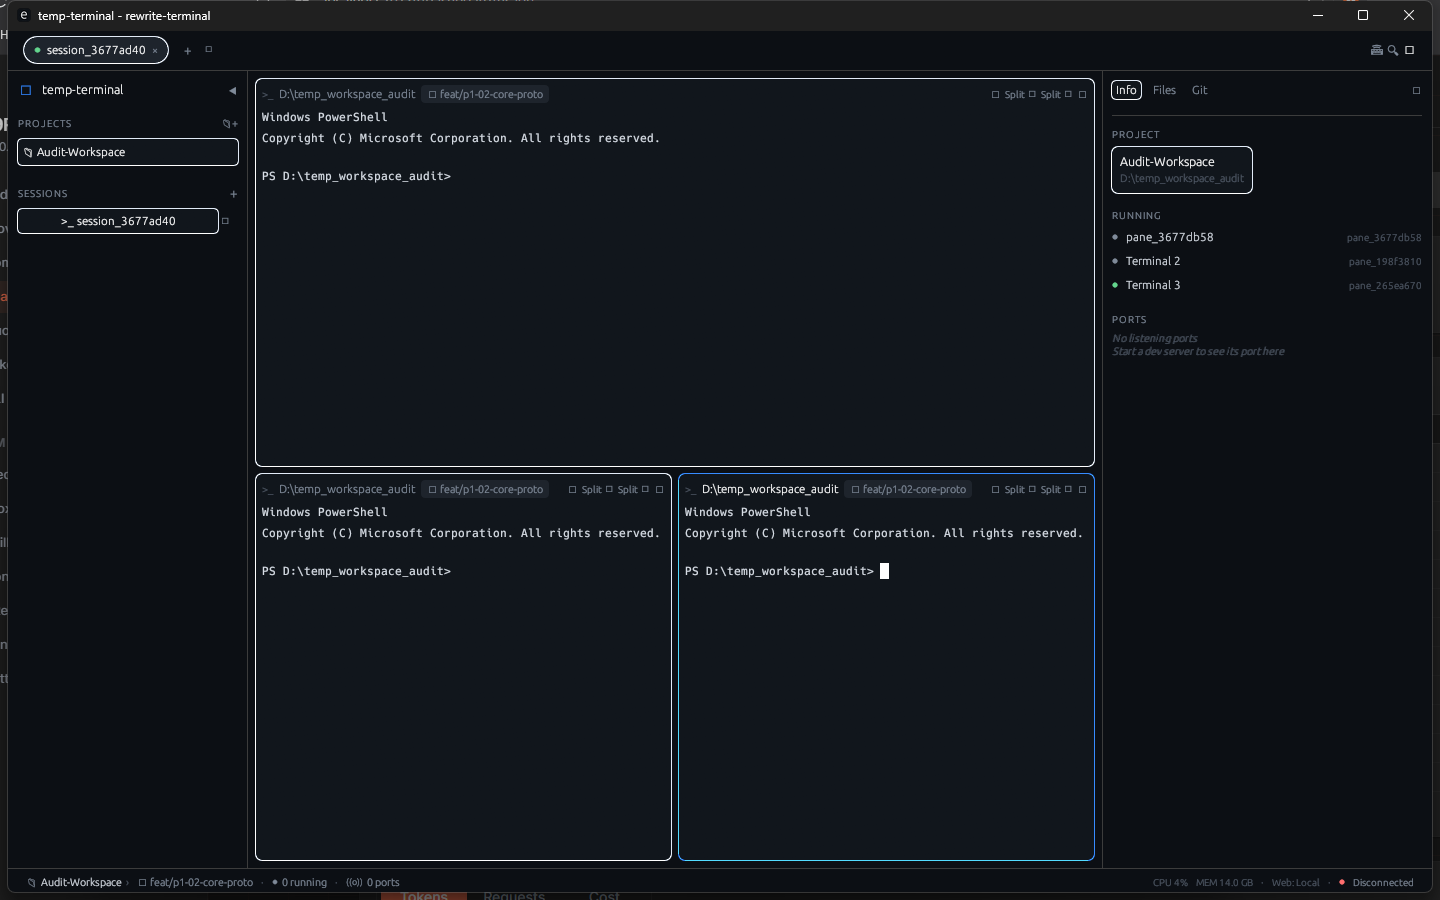 temp-terminal - rewrite-terminal
session_3677ad40 ×
temp-terminal
PROJECTS
Audit-Workspace
SESSIONS
>_ session_3677ad40
>_ D:\temp_workspace_audit feat/p1-02-core-proto Split Split
Windows PowerShell
Copyright (C) Microsoft Corporation. All rights reserved.
PS D:\temp_workspace_audit>
>_ D:\temp_workspace_audit feat/p1-02-core-proto Split Split
Windows PowerShell
Copyright (C) Microsoft Corporation. All rights reserved.
PS D:\temp_workspace_audit>
>_ D:\temp_workspace_audit feat/p1-02-core-proto Split Split
Windows PowerShell
Copyright (C) Microsoft Corporation. All rights reserved.
PS D:\temp_workspace_audit>
Info Files Git
PROJECT
Audit-Workspace
D:\temp_workspace_audit
RUNNING
pane_3677db58 pane_3677db58
Terminal 2 pane_198f3810
Terminal 3 pane_265ea670
PORTS
No listening ports
Start a dev server to see its port here
Audit-Workspace › feat/p1-02-core-proto · 0 running · ((o)) 0 ports
CPU 4% MEM 14.0 GB · Web: Local · Disconnected
Tokens Requests Cost